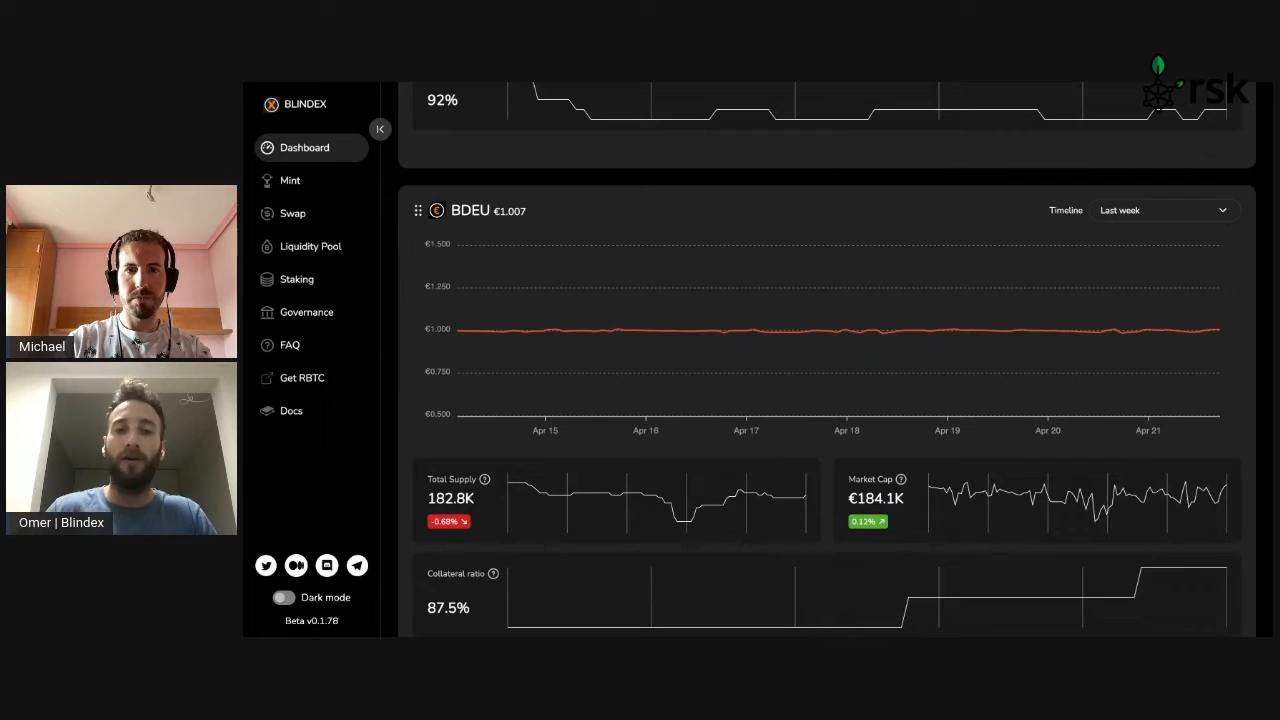 rsk
BLINDEX
Dashboard
Mint
Swap
Liquidity Pool
Staking
Governance
FAQ
Get RBTC
Docs
Dark mode
Beta v0.1.78
Michael
Omer | Blindex
92%
BDEU €1.007
Timeline
Last week
€1.500
€1.250
€1.000
€0.750
€0.500
Apr 15
Apr 16
Apr 17
Apr 18
Apr 19
Apr 20
Apr 21
Total Supply ?
182.8K
-0.68%
Market Cap ?
€184.1K
0.12%
Collateral ratio ?
87.5%